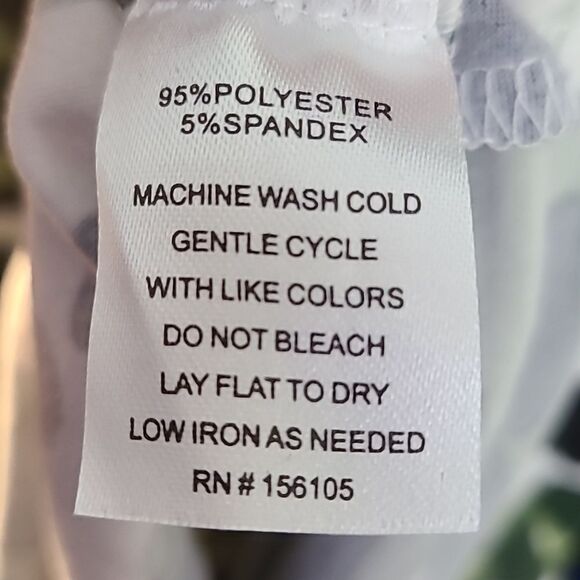 95%POLYESTER
5%SPANDEX
MACHINE WASH COLD
GENTLE CYCLE
WITH LIKE COLORS
DO NOT BLEACH
LAY FLAT TO DRY
LOW IRON AS NEEDED
RN # 156105